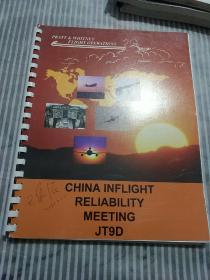 PRATT & WHITNEY
FLIGHT OPERATIONS
CHINA INFLIGHT
RELIABILITY
MEETING
JT9D